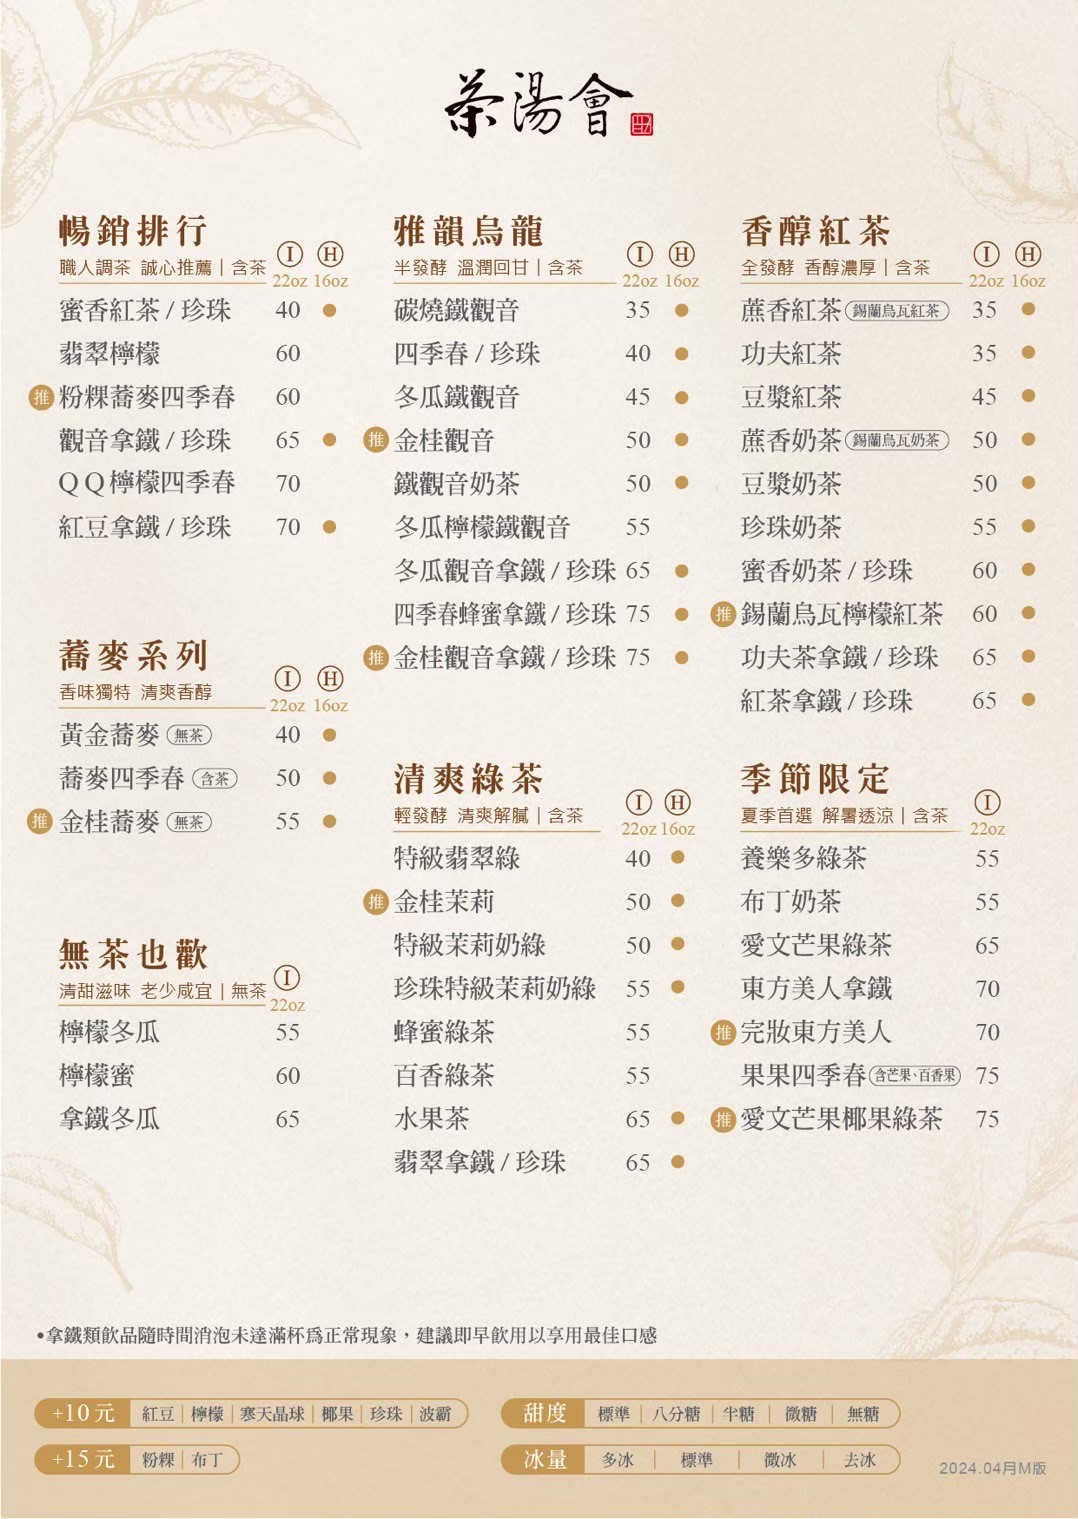 茶湯會
暢銷排行
職人調茶 誠心推薦 | 含茶
Ⓘ Ⓗ
22oz 16oz
蜜香紅茶 / 珍珠 40 ●
翡翠檸檬 60
推 粉粿蕎麥四季春 60
觀音拿鐵 / 珍珠 65 ●
QQ檸檬四季春 70
紅豆拿鐵 / 珍珠 70 ●
蕎麥系列
香味獨特 清爽香醇
Ⓘ Ⓗ
22oz 16oz
黃金蕎麥 無茶 40 ●
蕎麥四季春 含茶 50 ●
推 金桂蕎麥 無茶 55 ●
無茶也歡
清甜滋味 老少咸宜 | 無茶
Ⓘ
22oz
檸檬冬瓜 55
檸檬蜜 60
拿鐵冬瓜 65
雅韻烏龍
半發酵 溫潤回甘 | 含茶
Ⓘ Ⓗ
22oz 16oz
碳燒鐵觀音 35 ●
四季春 / 珍珠 40 ●
冬瓜鐵觀音 45 ●
推 金桂觀音 50 ●
鐵觀音奶茶 50 ●
冬瓜檸檬鐵觀音 55
冬瓜觀音拿鐵 / 珍珠 65 ●
四季春蜂蜜拿鐵 / 珍珠 75 ●
推 金桂觀音拿鐵 / 珍珠 75 ●
清爽綠茶
輕發酵 清爽解膩 | 含茶
Ⓘ Ⓗ
22oz 16oz
特級翡翠綠 40 ●
推 金桂茉莉 50 ●
特級茉莉奶綠 50 ●
珍珠特級茉莉奶綠 55 ●
蜂蜜綠茶 55
百香綠茶 55
水果茶 65 ●
翡翠拿鐵 / 珍珠 65 ●
香醇紅茶
全發酵 香醇濃厚 | 含茶
Ⓘ Ⓗ
22oz 16oz
蔗香紅茶 錫蘭烏瓦紅茶 35 ●
功夫紅茶 35 ●
豆漿紅茶 45 ●
蔗香奶茶 錫蘭烏瓦奶茶 50 ●
豆漿奶茶 50 ●
珍珠奶茶 55 ●
蜜香奶茶 / 珍珠 60 ●
推 錫蘭烏瓦檸檬紅茶 60 ●
功夫茶拿鐵 / 珍珠 65 ●
紅茶拿鐵 / 珍珠 65 ●
季節限定
夏季首選 解暑透涼 | 含茶
Ⓘ
22oz
養樂多綠茶 55
布丁奶茶 55
愛文芒果綠茶 65
東方美人拿鐵 70
推 完妝東方美人 70
果果四季春 含芒果、百香果 75
推 愛文芒果椰果綠茶 75
•拿鐵類飲品隨時間消泡未達滿杯為正常現象，建議即早飲用以享用最佳口感
+10元 紅豆 | 檸檬 | 寒天晶球 | 椰果 | 珍珠 | 波霸
+15元 粉粿 | 布丁
甜度 標準 | 八分糖 | 半糖 | 微糖 | 無糖
冰量 多冰 | 標準 | 微冰 | 去冰
2024.04月M版